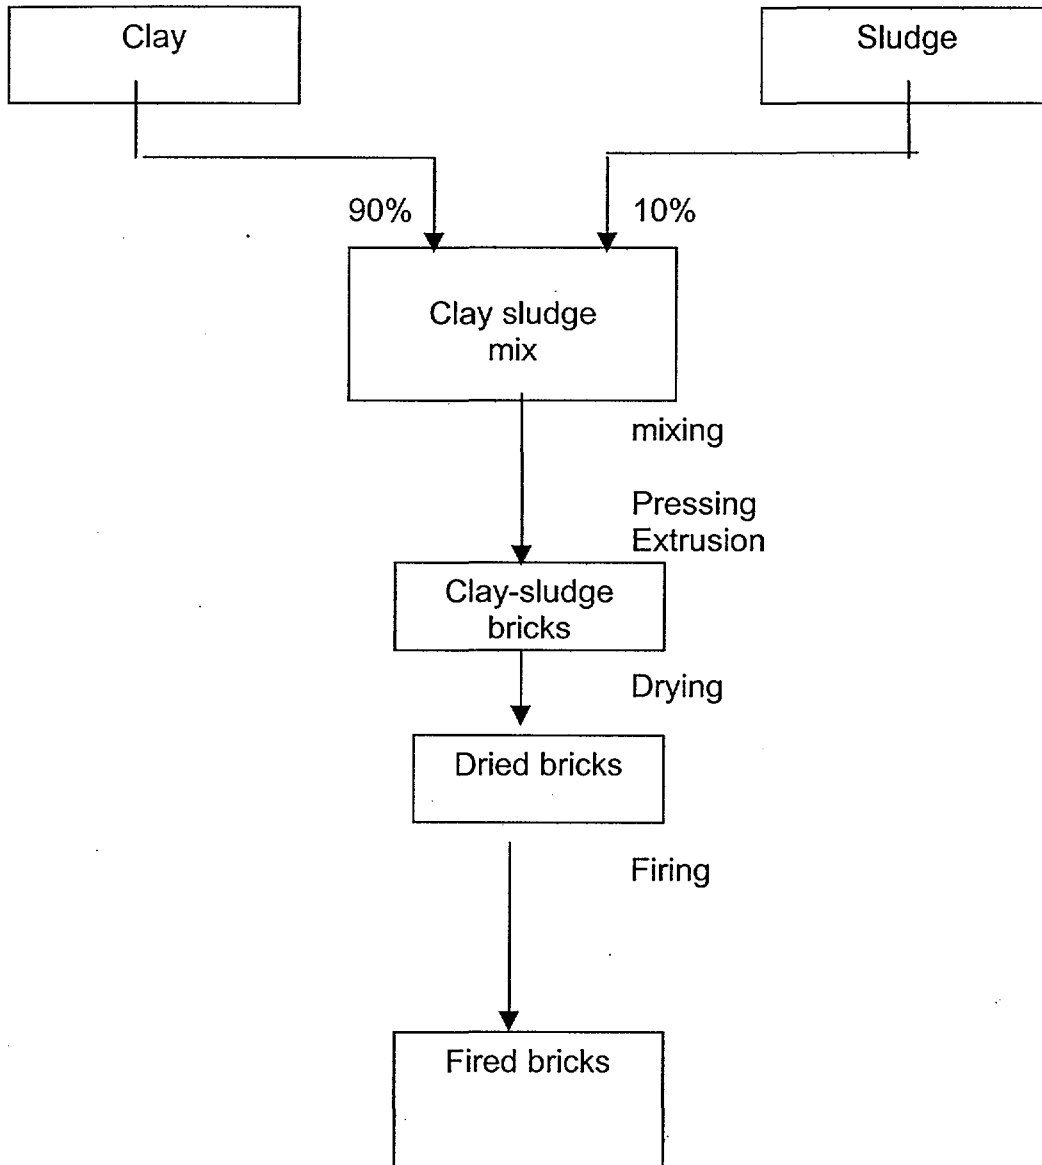 Clay
Sludge
90%
10%
Clay sludge
mix
mixing
Pressing
Extrusion
Clay-sludge
bricks
Drying
Dried bricks
Firing
Fired bricks